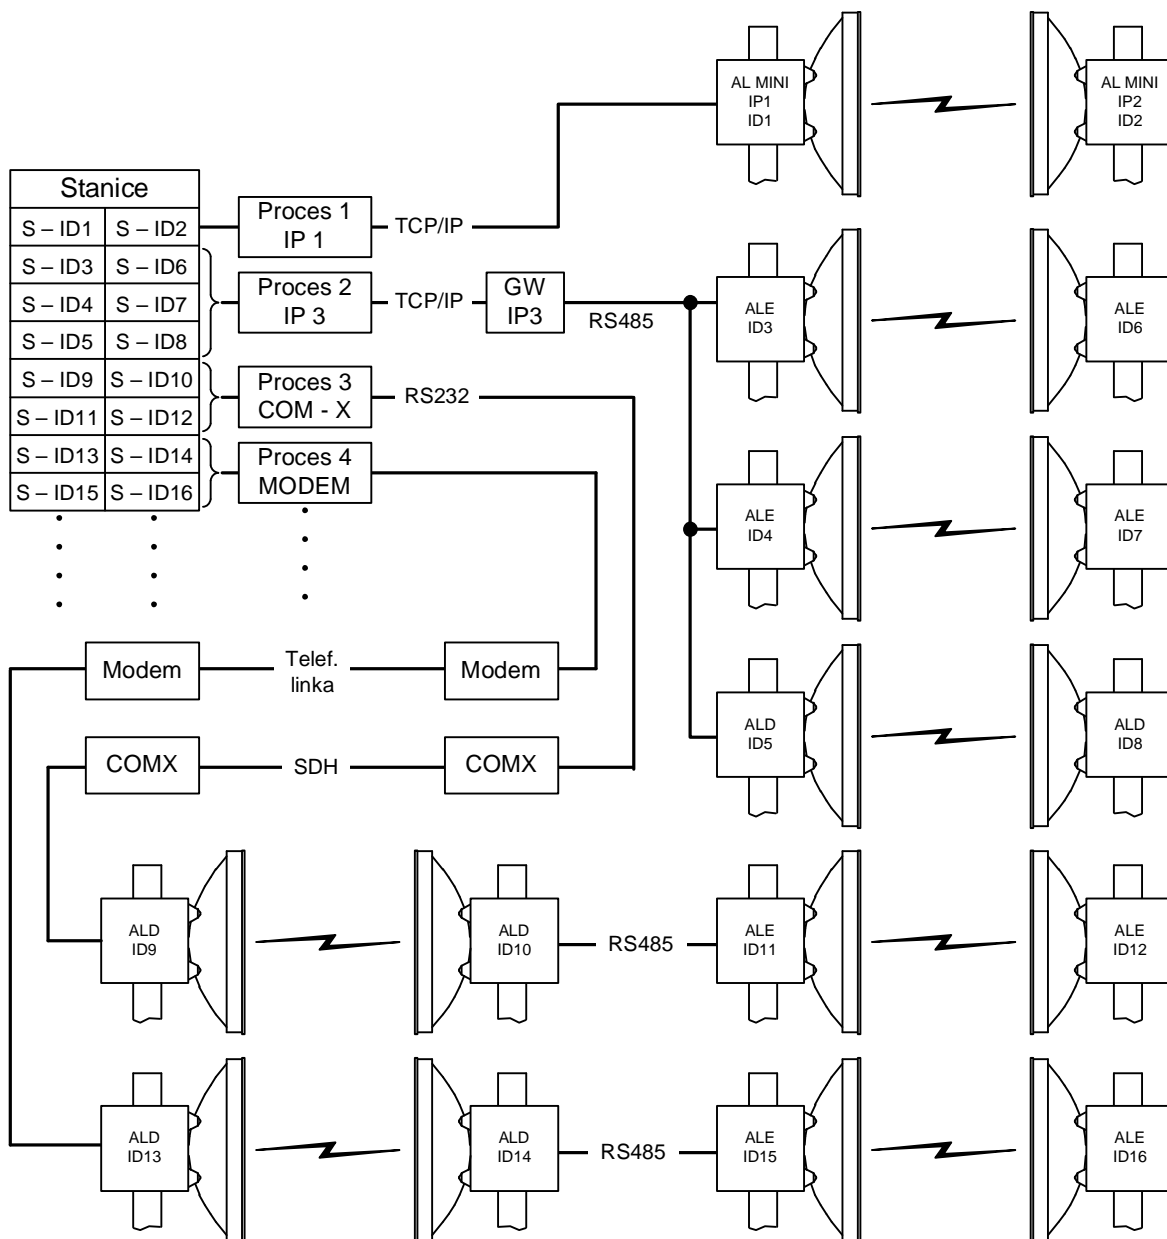 AL MINI
IP1
ID1
AL MINI
IP2
ID2
Stanice
S – ID1
S – ID2
S – ID3
S – ID6
S – ID4
S – ID7
S – ID5
S – ID8
S – ID9
S – ID10
S – ID11
S – ID12
S – ID13
S – ID14
S – ID15
S – ID16
Proces 1
IP 1
TCP/IP
Proces 2
IP 3
TCP/IP
GW
IP3
RS485
ALE
ID3
ALE
ID6
Proces 3
COM - X
RS232
Proces 4
MODEM
ALE
ID4
ALE
ID7
Modem
Telef.
linka
Modem
ALD
ID5
ALD
ID8
COMX
SDH
COMX
ALD
ID9
ALD
ID10
RS485
ALE
ID11
ALE
ID12
ALD
ID13
ALD
ID14
RS485
ALE
ID15
ALE
ID16